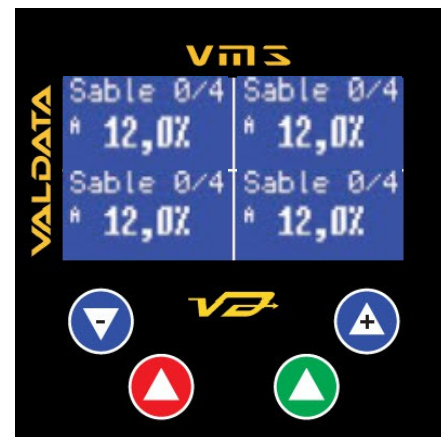 VMS
VALDATA
Sable 0/4
A 12,0%
Sable 0/4
A 12,0%
Sable 0/4
A 12,0%
Sable 0/4
A 12,0%
-
+